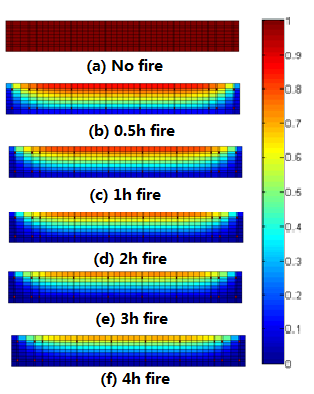 (a) No fire
(b) 0.5h fire
(c) 1h fire
(d) 2h fire
(e) 3h fire
(f) 4h fire
1
0.9
0.8
0.7
0.6
0.5
0.4
0.3
0.2
0.1
0